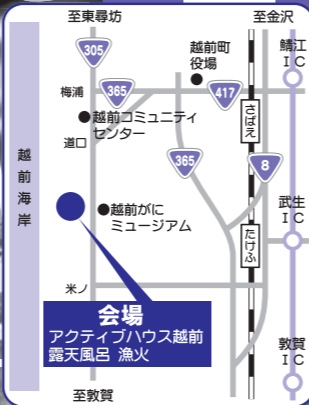 至東尋坊
至金沢
305
越前町
役場
鯖江
IC
梅浦
365
417
越前コミュニティ
センター
さばえ
道口
365
8
越前海岸
越前がに
ミュージアム
武生
IC
たけふ
米ノ
会場
アクティブハウス越前
露天風呂 漁火
敦賀
IC
至敦賀